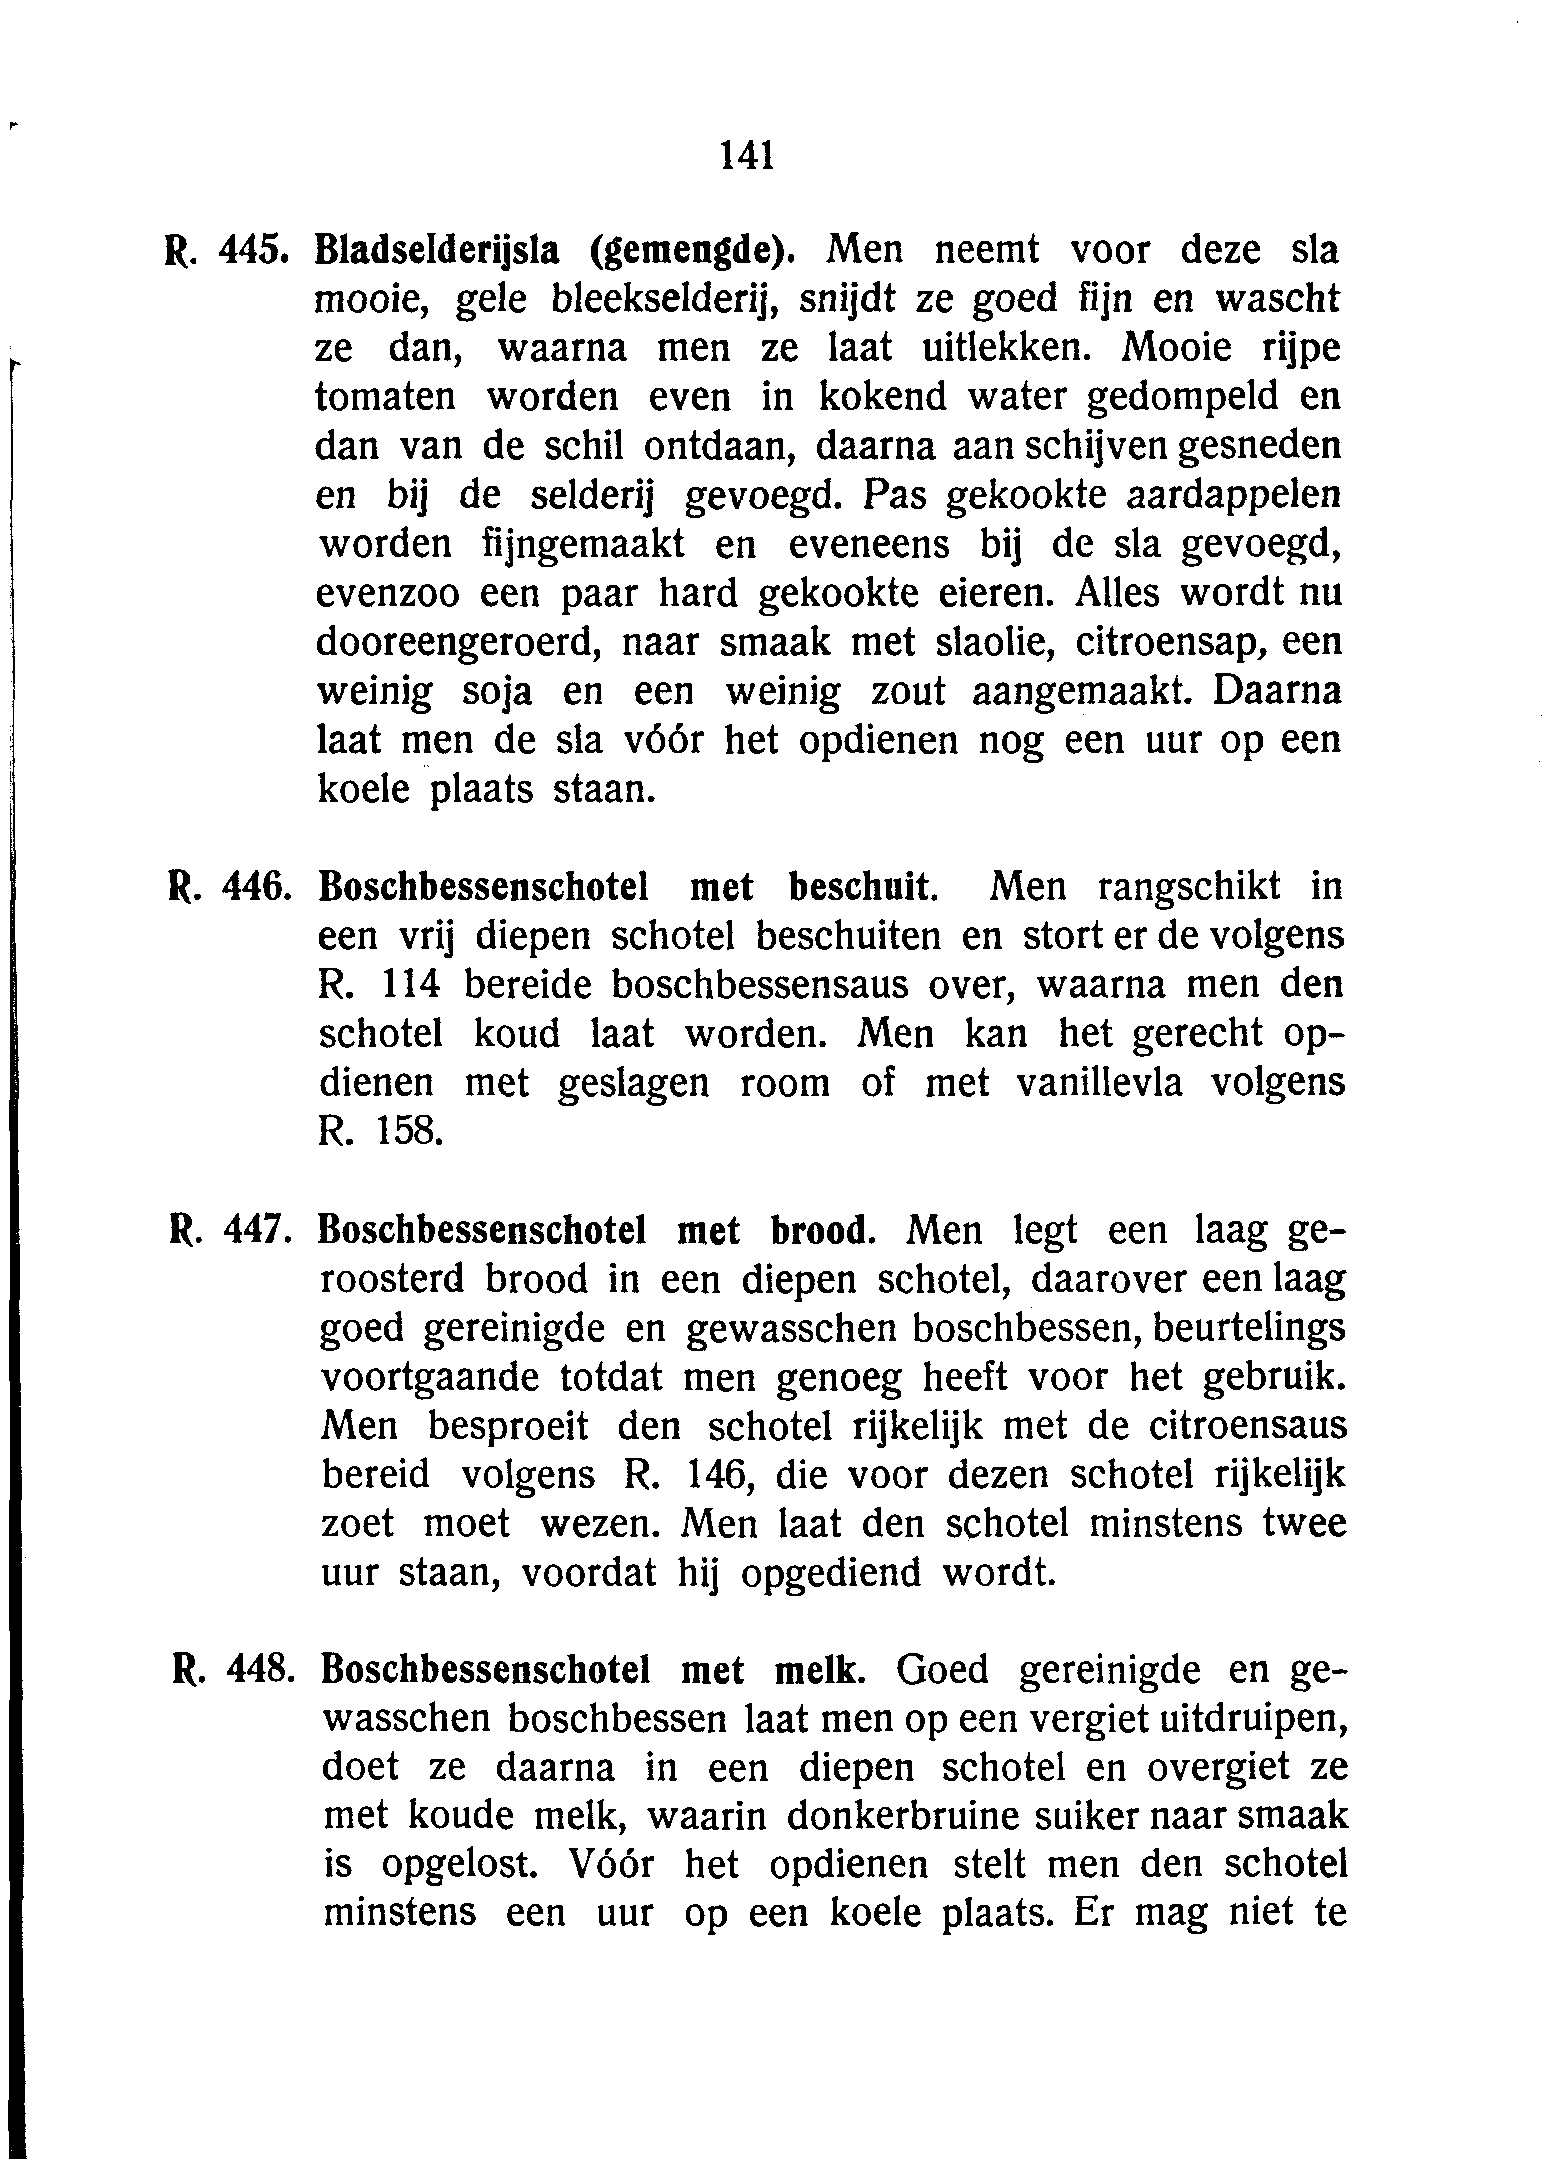 141
R. 445. Bladselderijsla (gemengde). Men neemt voor deze sla
mooie, gele bleekselderij, snijdt ze goed fijn en wascht
ze dan, waarna men ze laat uitlekken. Mooie rijpe
tomaten worden even in kokend water gedompeld en
dan van de schil ontdaan, daarna aan schijven gesneden
en bij de selderij gevoegd. Pas gekookte aardappelen
worden fijngemaakt en eveneens bij de sla gevoegd,
evenzoo een paar hard gekookte eieren. Alles wordt nu
dooreengeroerd, naar smaak met slaolie, citroensap, een
weinig soja en een weinig zout aangemaakt. Daarna
laat men de sla vóór het opdienen nog een uur op een
koele plaats staan.
R. 446. Boschbessenschotel met beschuit. Men rangschikt in
een vrij diepen schotel beschuiten en stort er de volgens
R. 114 bereide boschbessensaus over, waarna men den
schotel koud laat worden. Men kan het gerecht op-
dienen met geslagen room of met vanillevla volgens
R. 158.
R. 447. Boschbessenschotel met brood. Men legt een laag ge-
roosterd brood in een diepen schotel, daarover een laag
goed gereinigde en gewasschen boschbessen, beurtelings
voortgaande totdat men genoeg heeft voor het gebruik.
Men besproeit den schotel rijkelijk met de citroensaus
bereid volgens R. 146, die voor dezen schotel rijkelijk
zoet moet wezen. Men laat den schotel minstens twee
uur staan, voordat hij opgediend wordt.
R. 448. Boschbessenschotel met melk. Goed gereinigde en ge-
wasschen boschbessen laat men op een vergiet uitdruipen,
doet ze daarna in een diepen schotel en overgiet ze
met koude melk, waarin donkerbruine suiker naar smaak
is opgelost. Vóór het opdienen stelt men den schotel
minstens een uur op een koele plaats. Er mag niet te